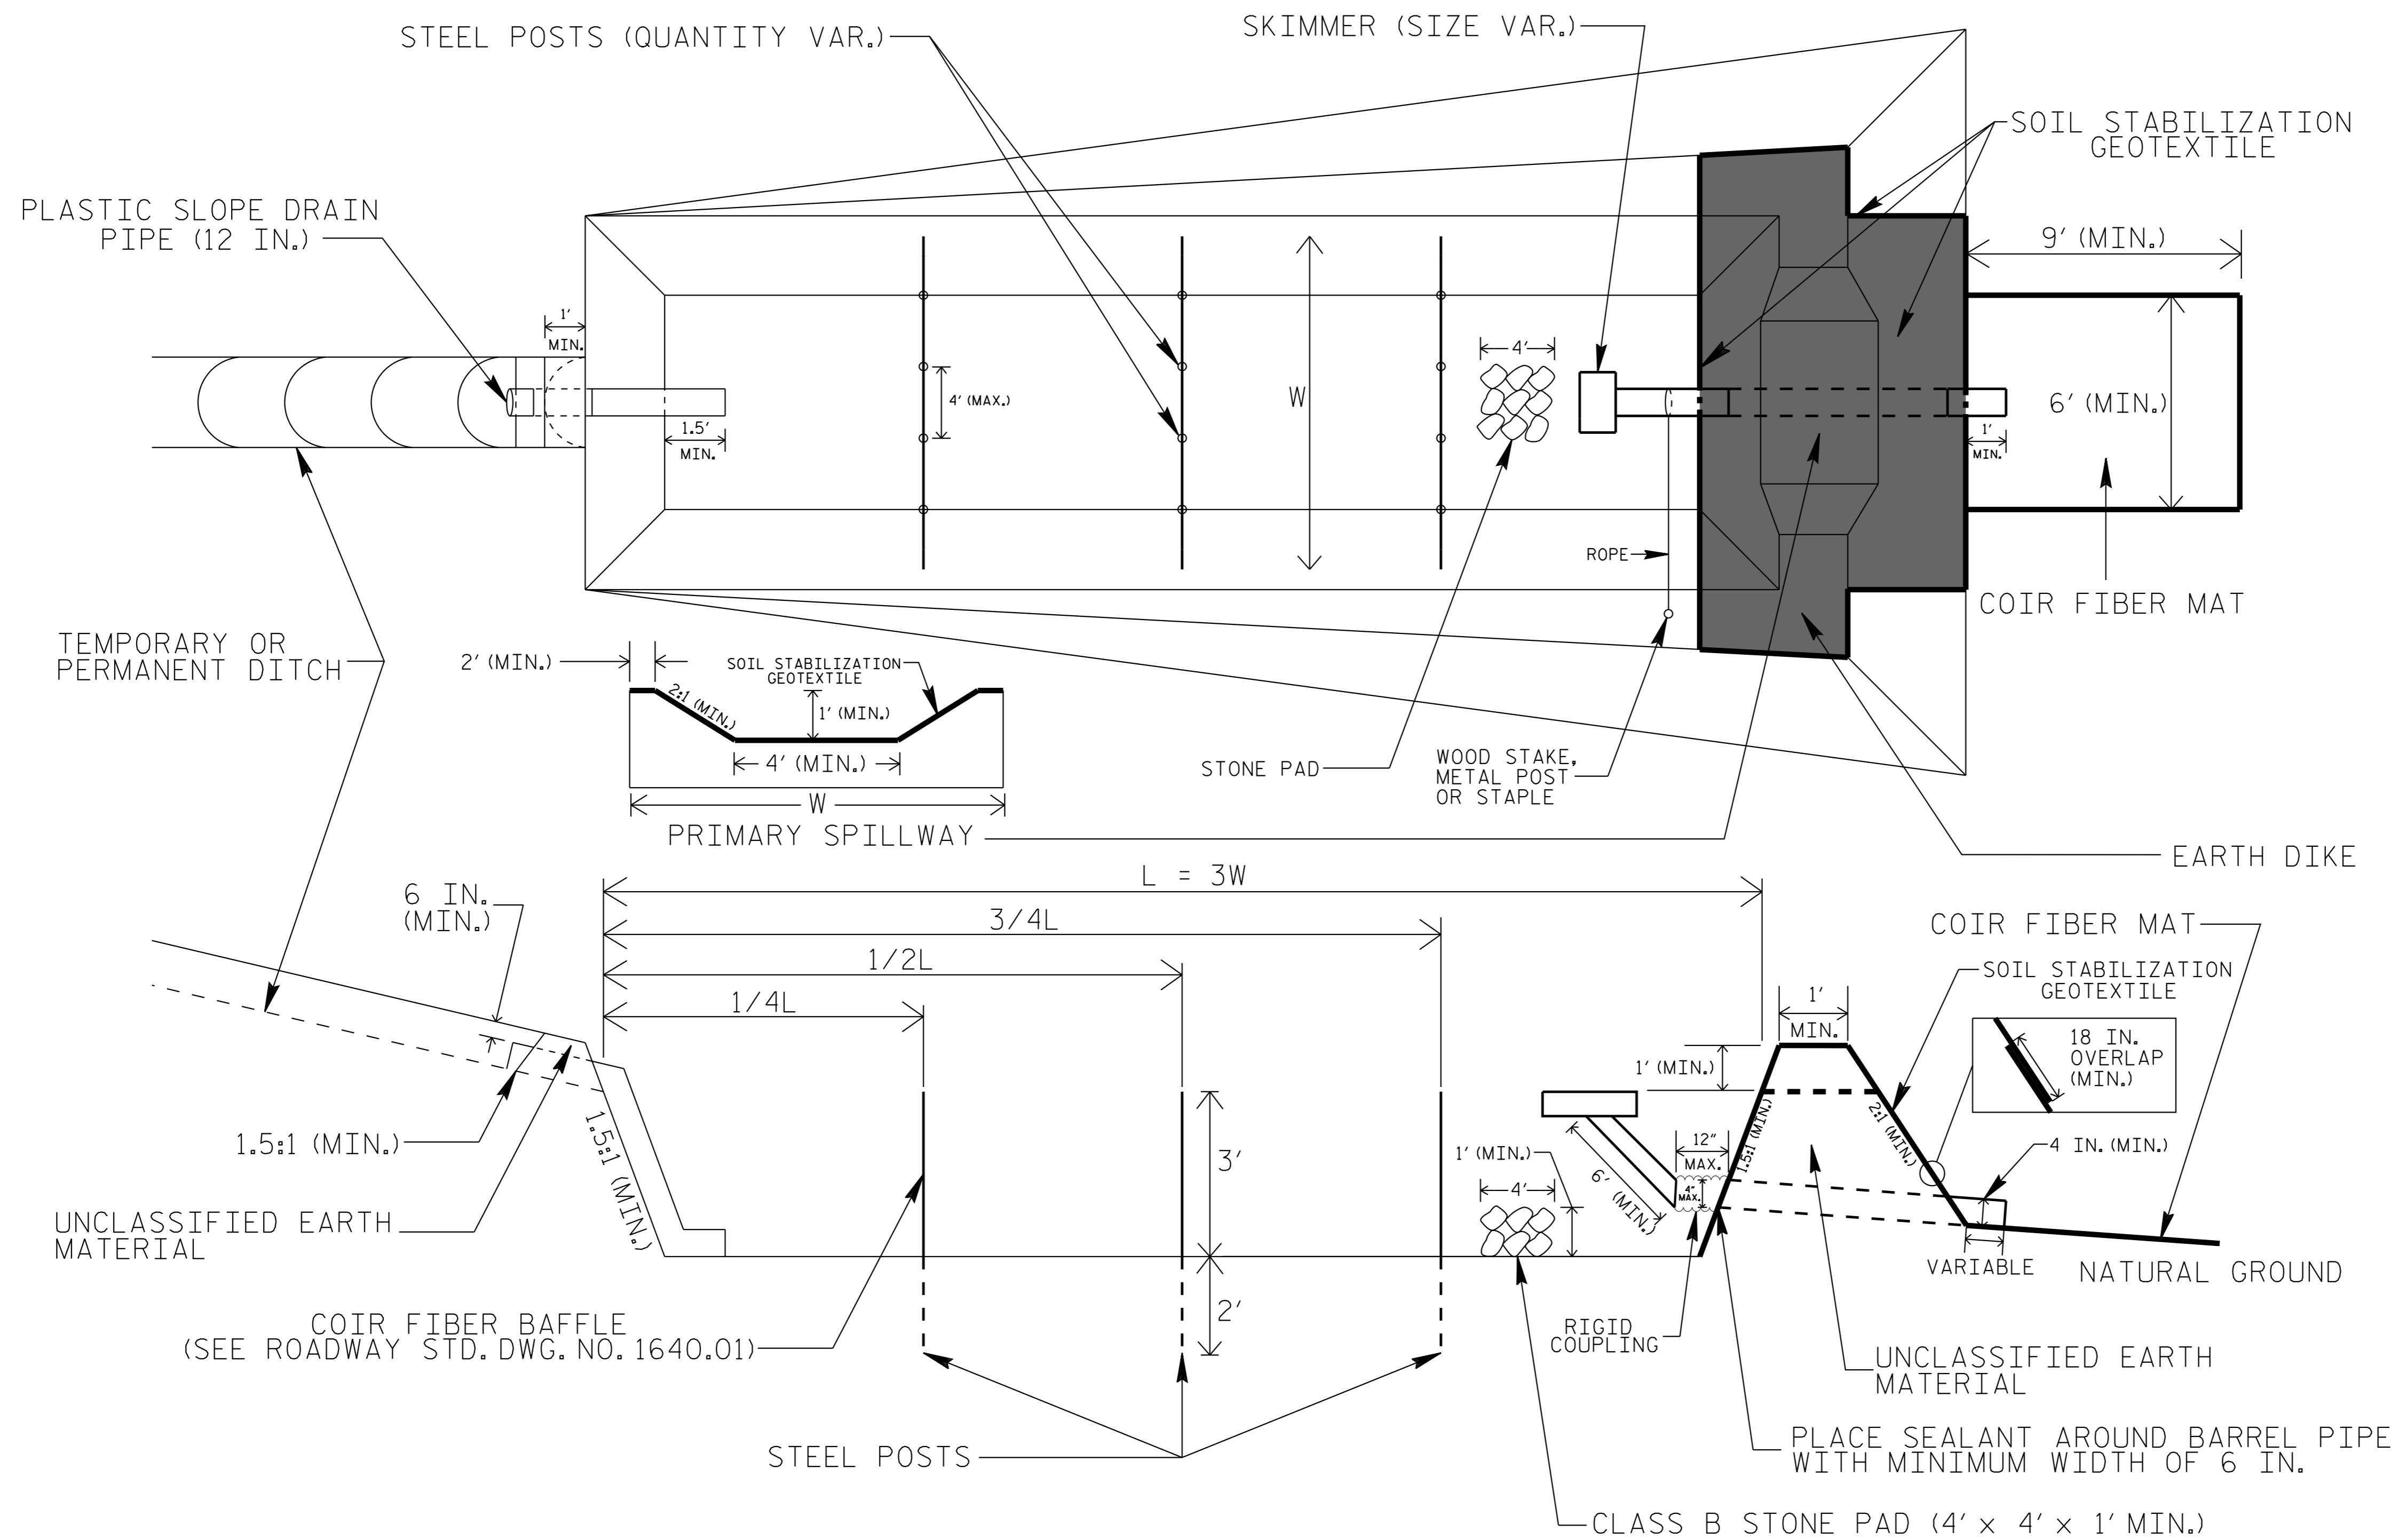 STEEL POSTS (QUANTITY VAR.)
SKIMMER (SIZE VAR.)
SOIL STABILIZATION
GEOTEXTILE
PLASTIC SLOPE DRAIN
PIPE (12 IN.)
9' (MIN.)
1'
MIN.
4'
4' (MAX.)
W
6' (MIN.)
1.5'
MIN.
1'
MIN.
ROPE
COIR FIBER MAT
TEMPORARY OR
PERMANENT DITCH
2' (MIN.)
SOIL STABILIZATION
GEOTEXTILE
2:1 (MIN.)
1' (MIN.)
4' (MIN.)
W
STONE PAD
WOOD STAKE,
METAL POST
OR STAPLE
PRIMARY SPILLWAY
EARTH DIKE
L = 3W
6 IN.
(MIN.)
3/4L
COIR FIBER MAT
1/2L
SOIL STABILIZATION
GEOTEXTILE
1/4L
1'
MIN.
18 IN.
OVERLAP
(MIN.)
1' (MIN.)
1.5:1 (MIN.)
1.5:1 (MIN.)
3'
1' (MIN.)
4'
6' (MIN.)
12"
MAX.
4"
MAX.
1.5:1 (MIN.)
2:1 (MIN.)
4 IN. (MIN.)
UNCLASSIFIED EARTH
MATERIAL
VARIABLE
NATURAL GROUND
2'
COIR FIBER BAFFLE
(SEE ROADWAY STD. DWG. NO. 1640.01)
RIGID
COUPLING
UNCLASSIFIED EARTH
MATERIAL
STEEL POSTS
PLACE SEALANT AROUND BARREL PIPE
WITH MINIMUM WIDTH OF 6 IN.
CLASS B STONE PAD (4' x 4' x 1' MIN.)